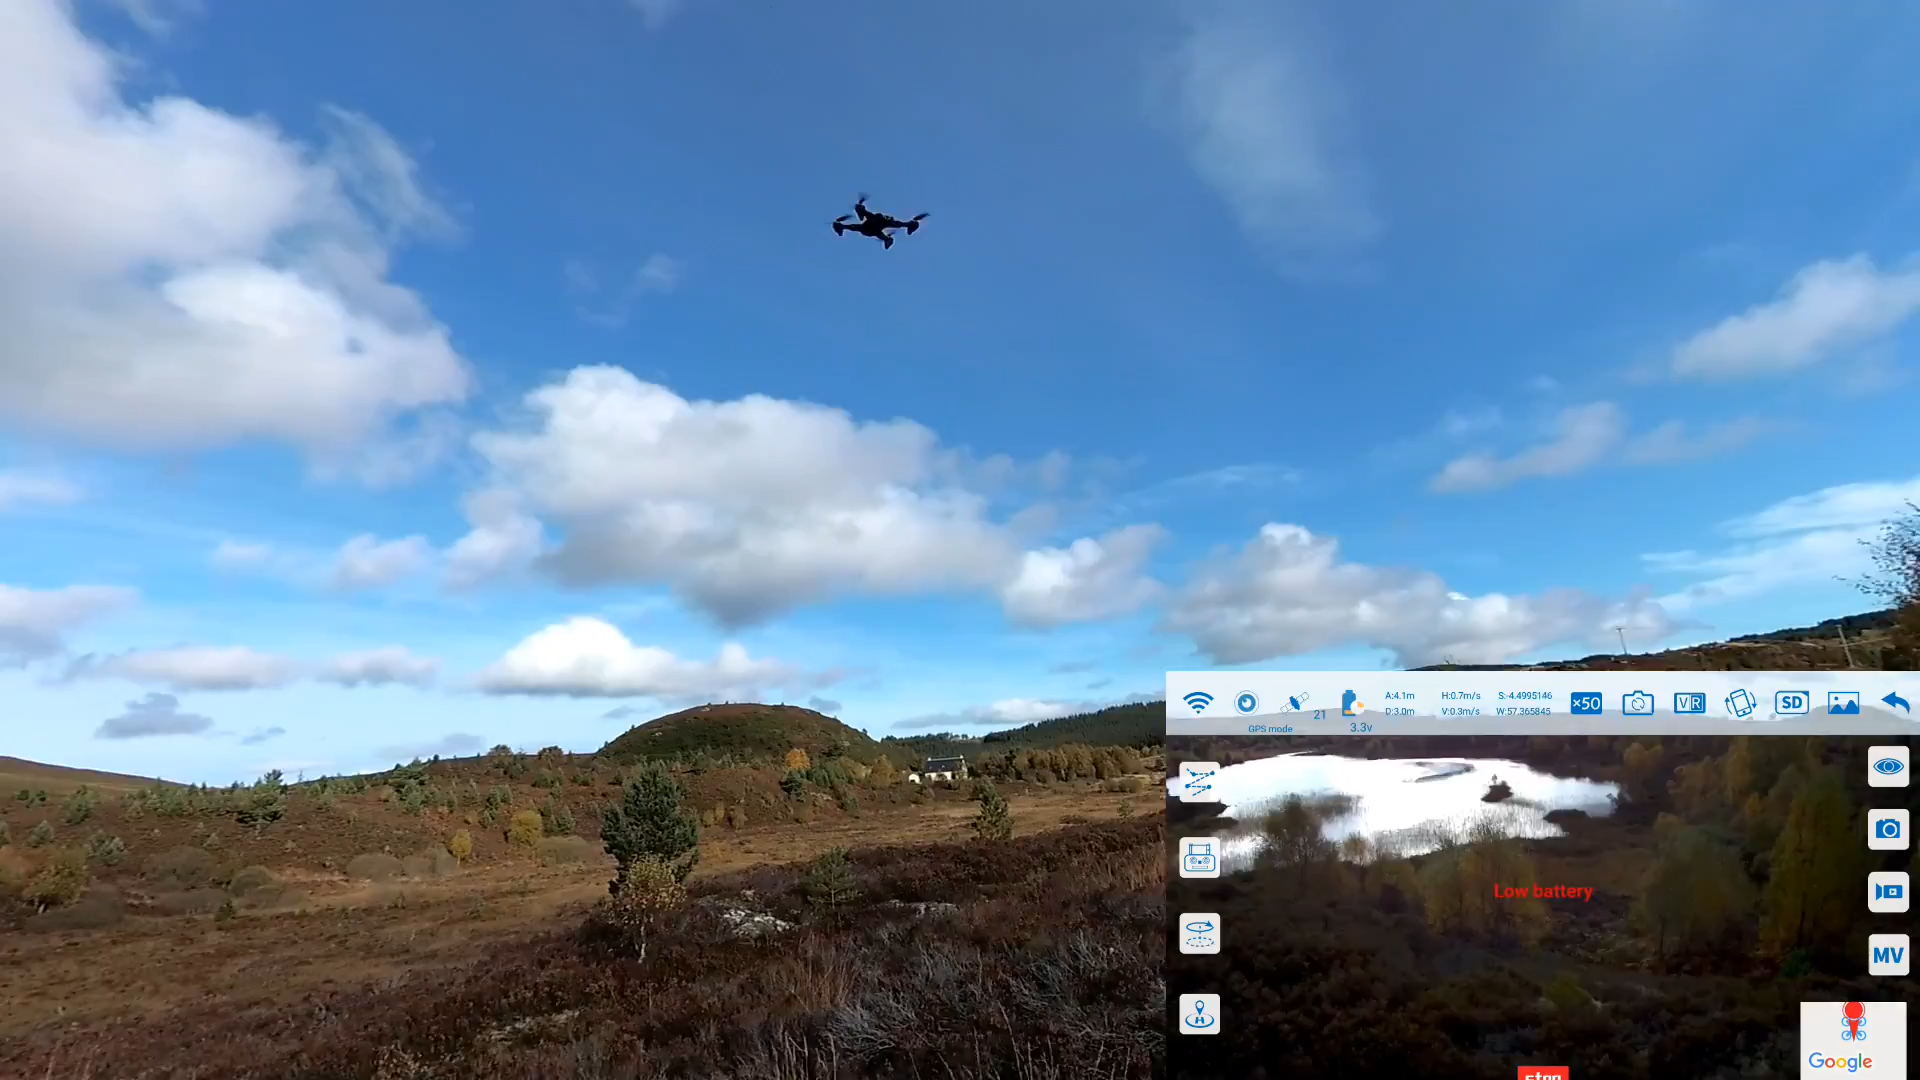 A:4.1m H:0.7m/s S:-4.4995146
D:3.0m V:0.3m/s W:57.365845
×50
VR
SD
21
GPS mode
3.3v
Low battery
MV
Google
stop